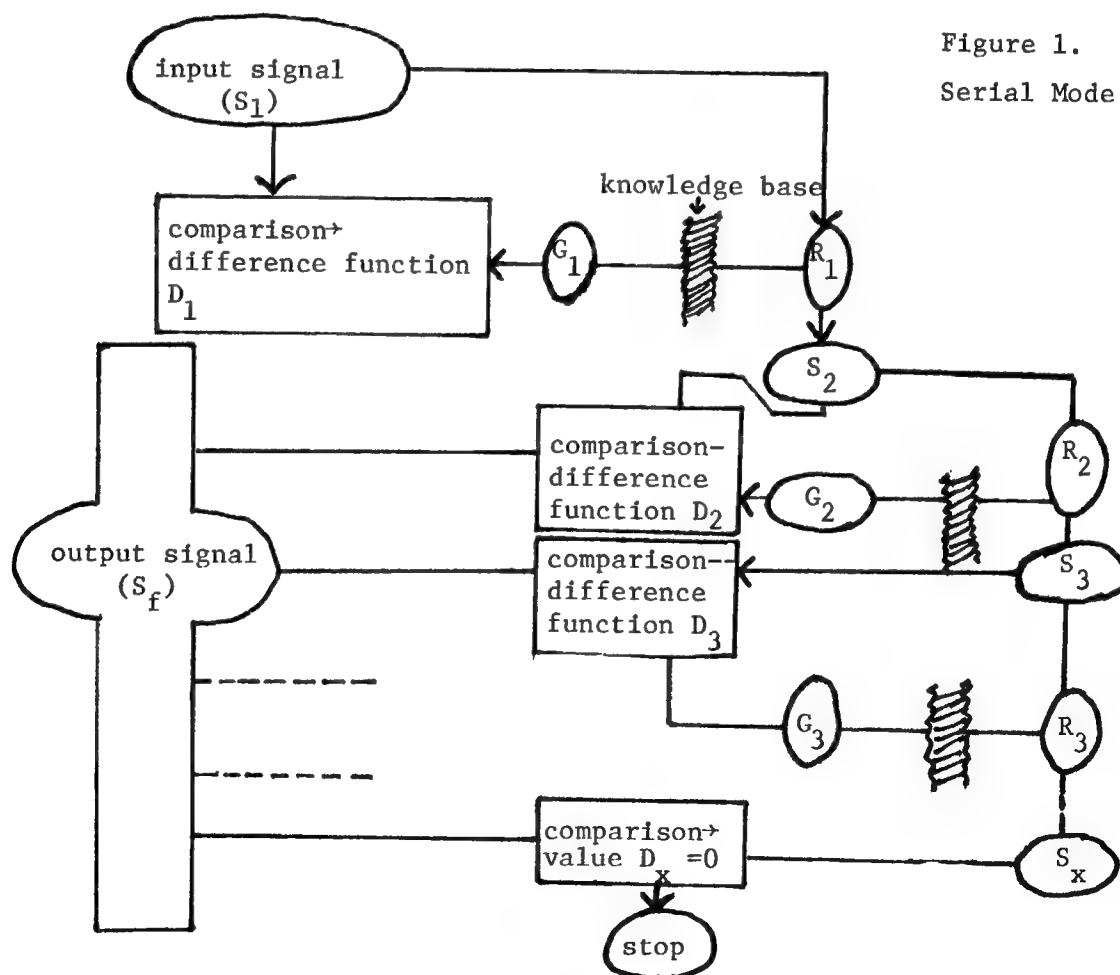 Figure 1.
Serial Mode
input signal
(S1)
knowledge base
comparison→
difference function
D1
G1
R1
S2
comparison-
difference
function D2
G2
R2
output signal
(Sf)
comparison--
difference
function D3
S3
G3
R3
comparison→
value Dx =0
Sx
stop